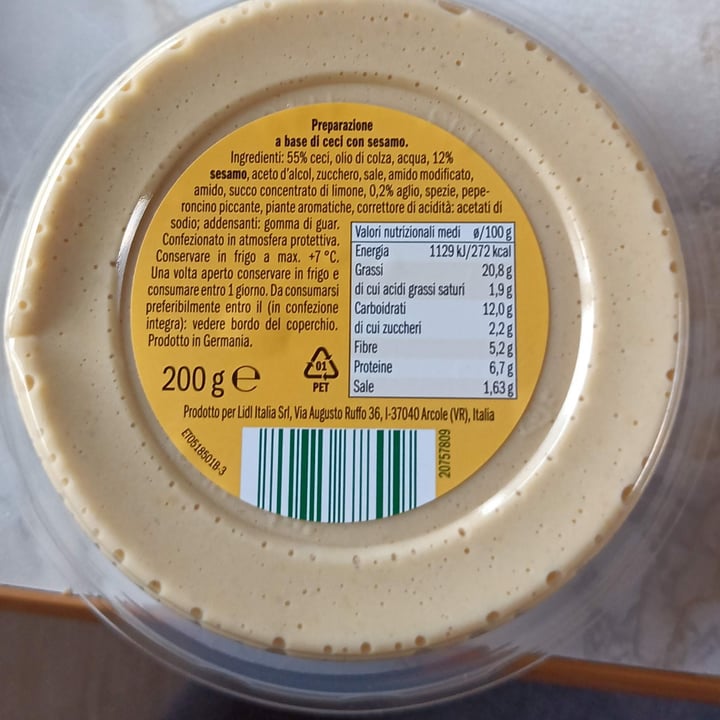 Preparazione
a base di ceci con sesamo.
Ingredienti: 55% ceci, olio di colza, acqua, 12%
sesamo, aceto d'alcol, zucchero, sale, amido modificato,
amido, succo concentrato di limone, 0,2% aglio, spezie, pepe-
roncino piccante, piante aromatiche, correttore di acidità: acetati di
sodio; addensanti: gomma di guar.
Confezionato in atmosfera protettiva.
Conservare in frigo a max. +7 °C.
Una volta aperto conservare in frigo e
consumare entro 1 giorno. Da consumarsi
preferibilmente entro il (in confezione
integra): vedere bordo del coperchio.
Prodotto in Germania.
Valori nutrizionali medi ø/100 g
Energia 1129 kJ/272 kcal
Grassi 20,8 g
di cui acidi grassi saturi 1,9 g
Carboidrati 12,0 g
di cui zuccheri 2,2 g
Fibre 5,2 g
Proteine 6,7 g
Sale 1,63 g
200 g e
01
PET
Prodotto per Lidl Italia Srl, Via Augusto Ruffo 36, I-37040 Arcole (VR), Italia
ET0518501B-3
20757809